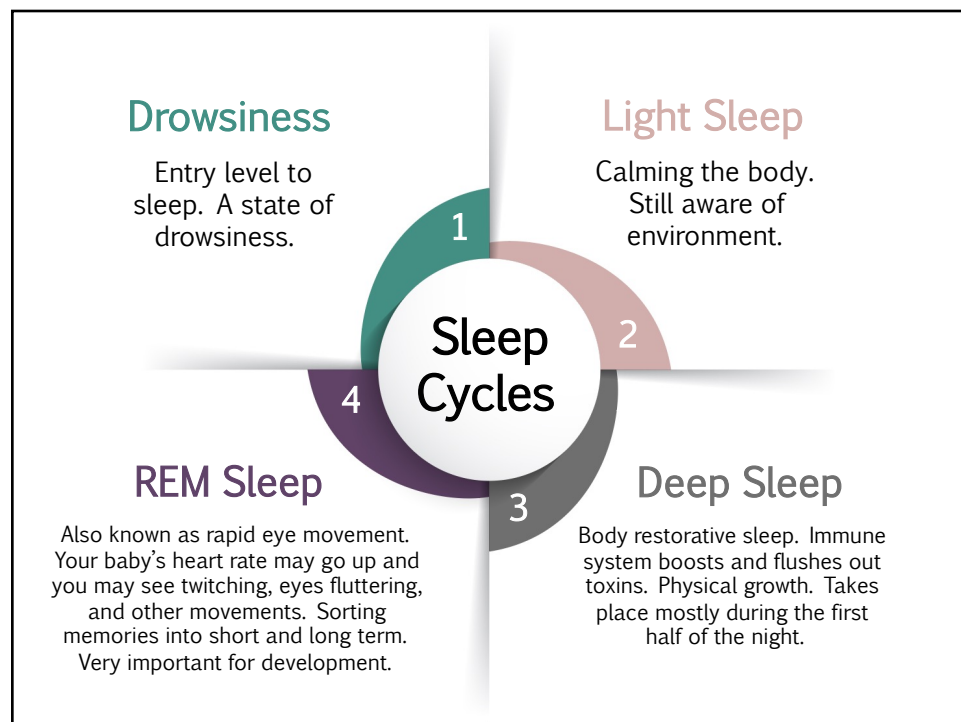 Drowsiness
Entry level to
sleep. A state of
drowsiness.
1
Light Sleep
Calming the body.
Still aware of
environment.
2
Sleep
Cycles
4
REM Sleep
Also known as rapid eye movement.
Your baby’s heart rate may go up and
you may see twitching, eyes fluttering,
and other movements. Sorting
memories into short and long term.
Very important for development.
3
Deep Sleep
Body restorative sleep. Immune
system boosts and flushes out
toxins. Physical growth. Takes
place mostly during the first
half of the night.